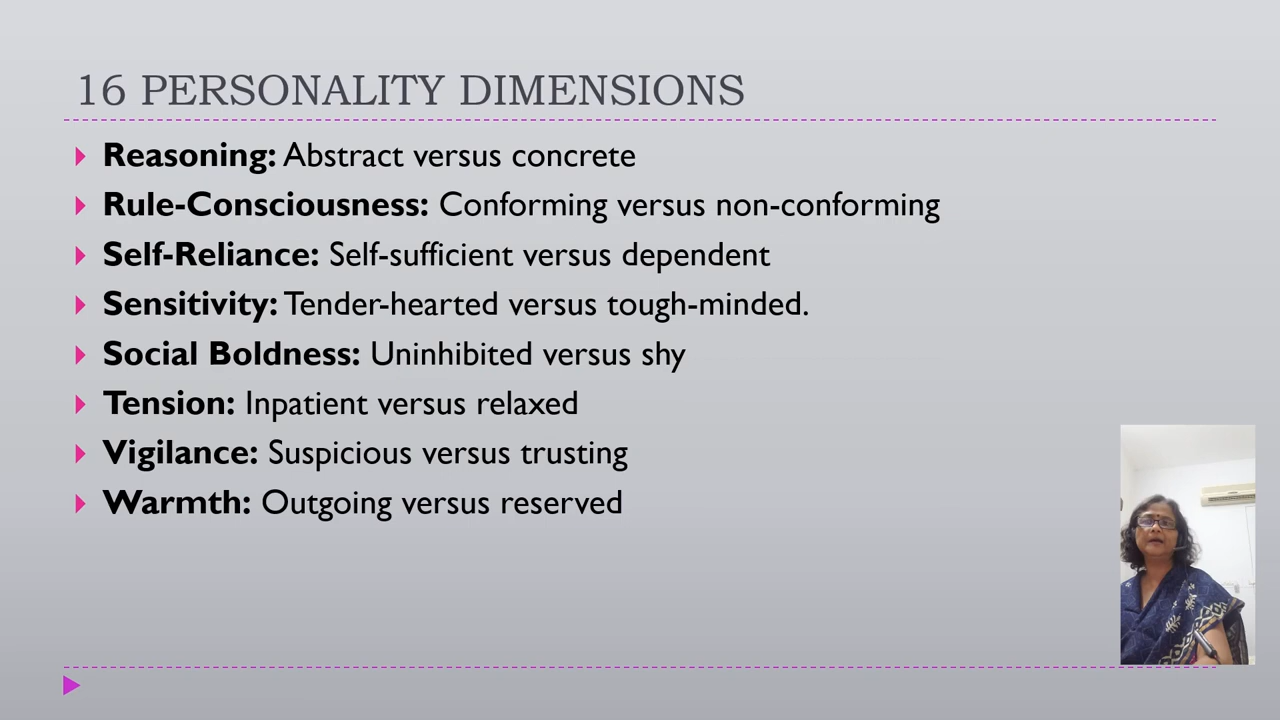 16 PERSONALITY DIMENSIONS
Reasoning: Abstract versus concrete
Rule-Consciousness: Conforming versus non-conforming
Self-Reliance: Self-sufficient versus dependent
Sensitivity: Tender-hearted versus tough-minded.
Social Boldness: Uninhibited versus shy
Tension: Inpatient versus relaxed
Vigilance: Suspicious versus trusting
Warmth: Outgoing versus reserved